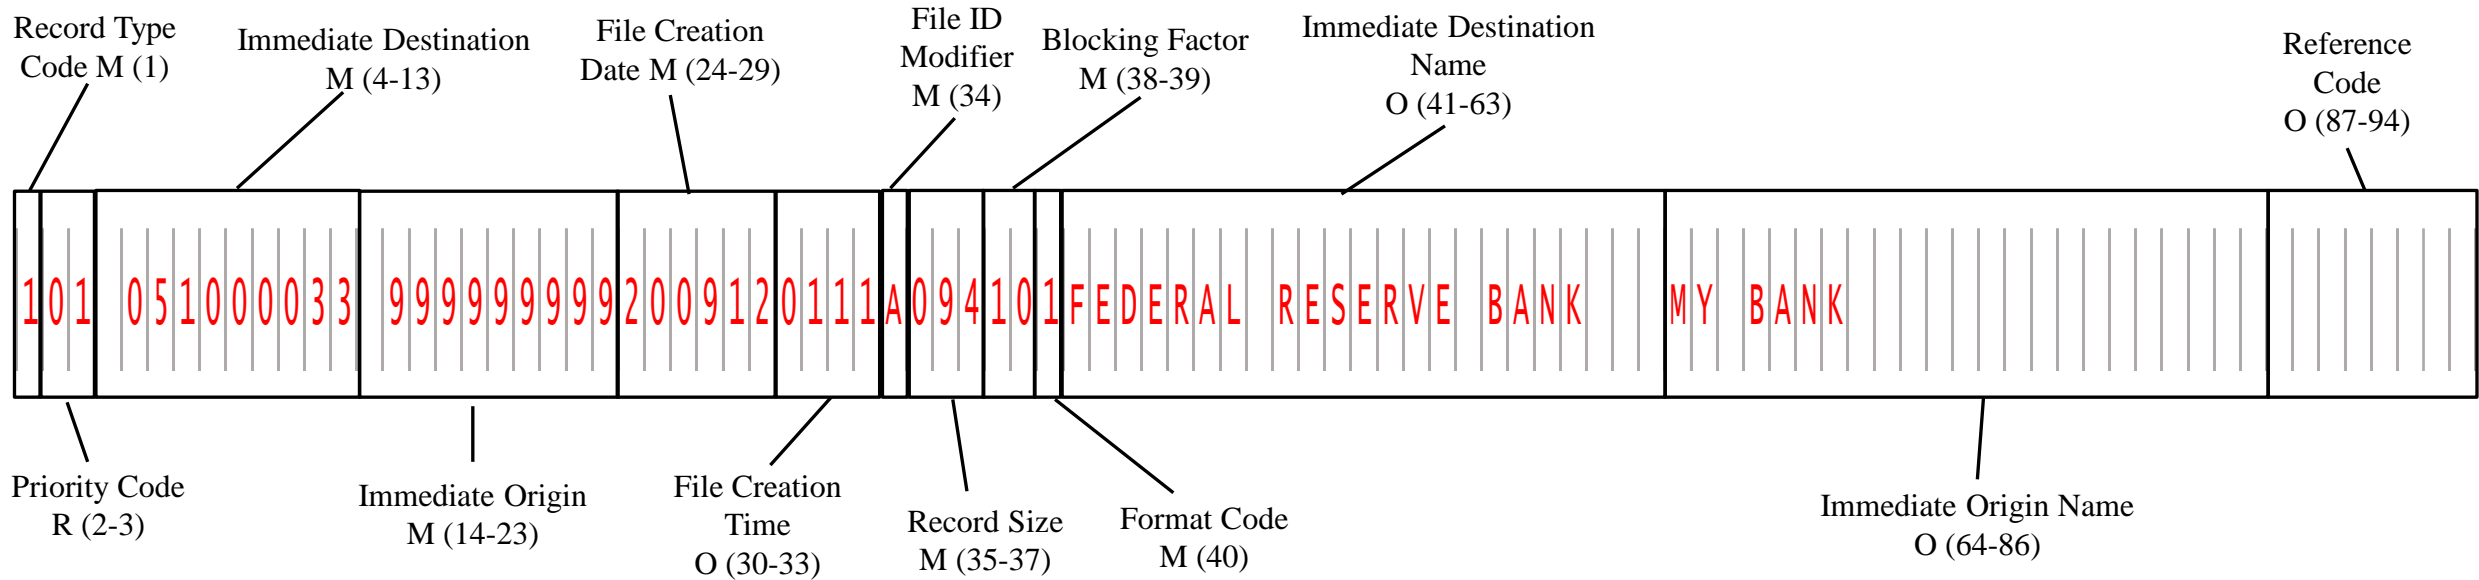 Record Type
Code M (1)
Immediate Destination
M (4-13)
File Creation
Date M (24-29)
File ID
Modifier
M (34)
Blocking Factor
M (38-39)
Immediate Destination
Name
O (41-63)
Reference
Code
O (87-94)
101 051000033 9999999992009120111A094101FEDERAL RESERVE BANK   MY BANK
Priority Code
R (2-3)
Immediate Origin
M (14-23)
File Creation
Time
O (30-33)
Record Size
M (35-37)
Format Code
M (40)
Immediate Origin Name
O (64-86)